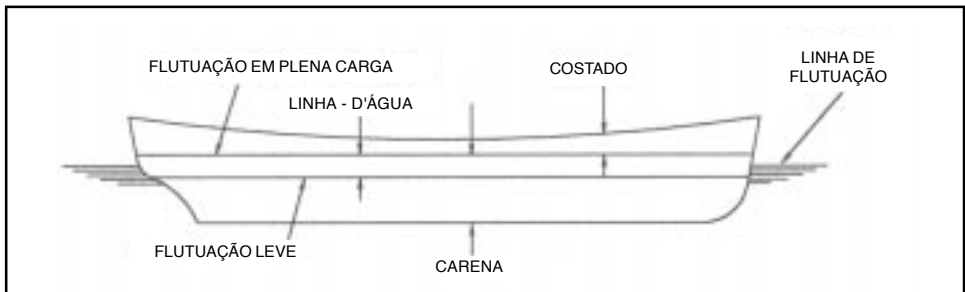 FLUTUAÇÃO EM PLENA CARGA
COSTADO
LINHA DE
FLUTUAÇÃO
LINHA - D'ÁGUA
FLUTUAÇÃO LEVE
CARENA